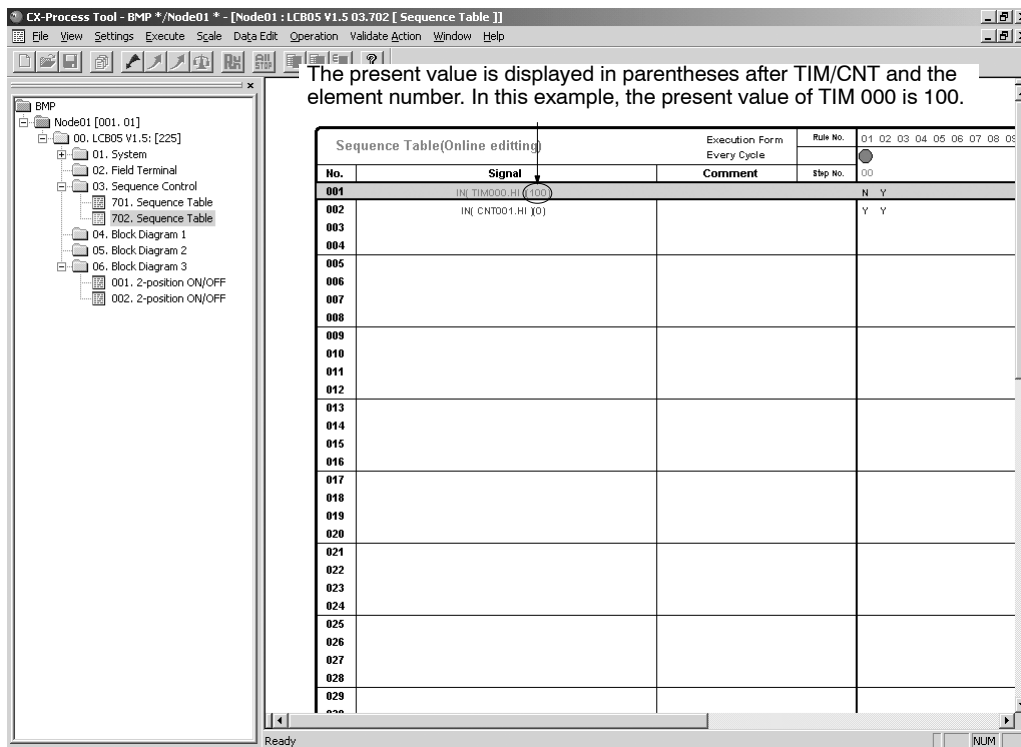 CX-Process Tool - BMP */Node01 * - [Node01 : LCB05 V1.5 03.702 [ Sequence Table ]]
File View Settings Execute Scale Data Edit Operation Validate Action Window Help
The present value is displayed in parentheses after TIM/CNT and the
element number. In this example, the present value of TIM 000 is 100.
BMP
Node01 [001. 01]
00. LCB05 V1.5: [225]
01. System
02. Field Terminal
03. Sequence Control
701. Sequence Table
702. Sequence Table
04. Block Diagram 1
05. Block Diagram 2
06. Block Diagram 3
001. 2-position ON/OFF
002. 2-position ON/OFF
Sequence Table(Online editting)
Execution Form
Every Cycle
Rule No. 01 02 03 04 05 06 07 08 09
No. Signal Comment Step No. 00
001 IN( TIM000.HI )(100) N Y
002 IN( CNT001.HI )(0) Y Y
003
004
005
006
007
008
009
010
011
012
013
014
015
016
017
018
019
020
021
022
023
024
025
026
027
028
029
Ready NUM